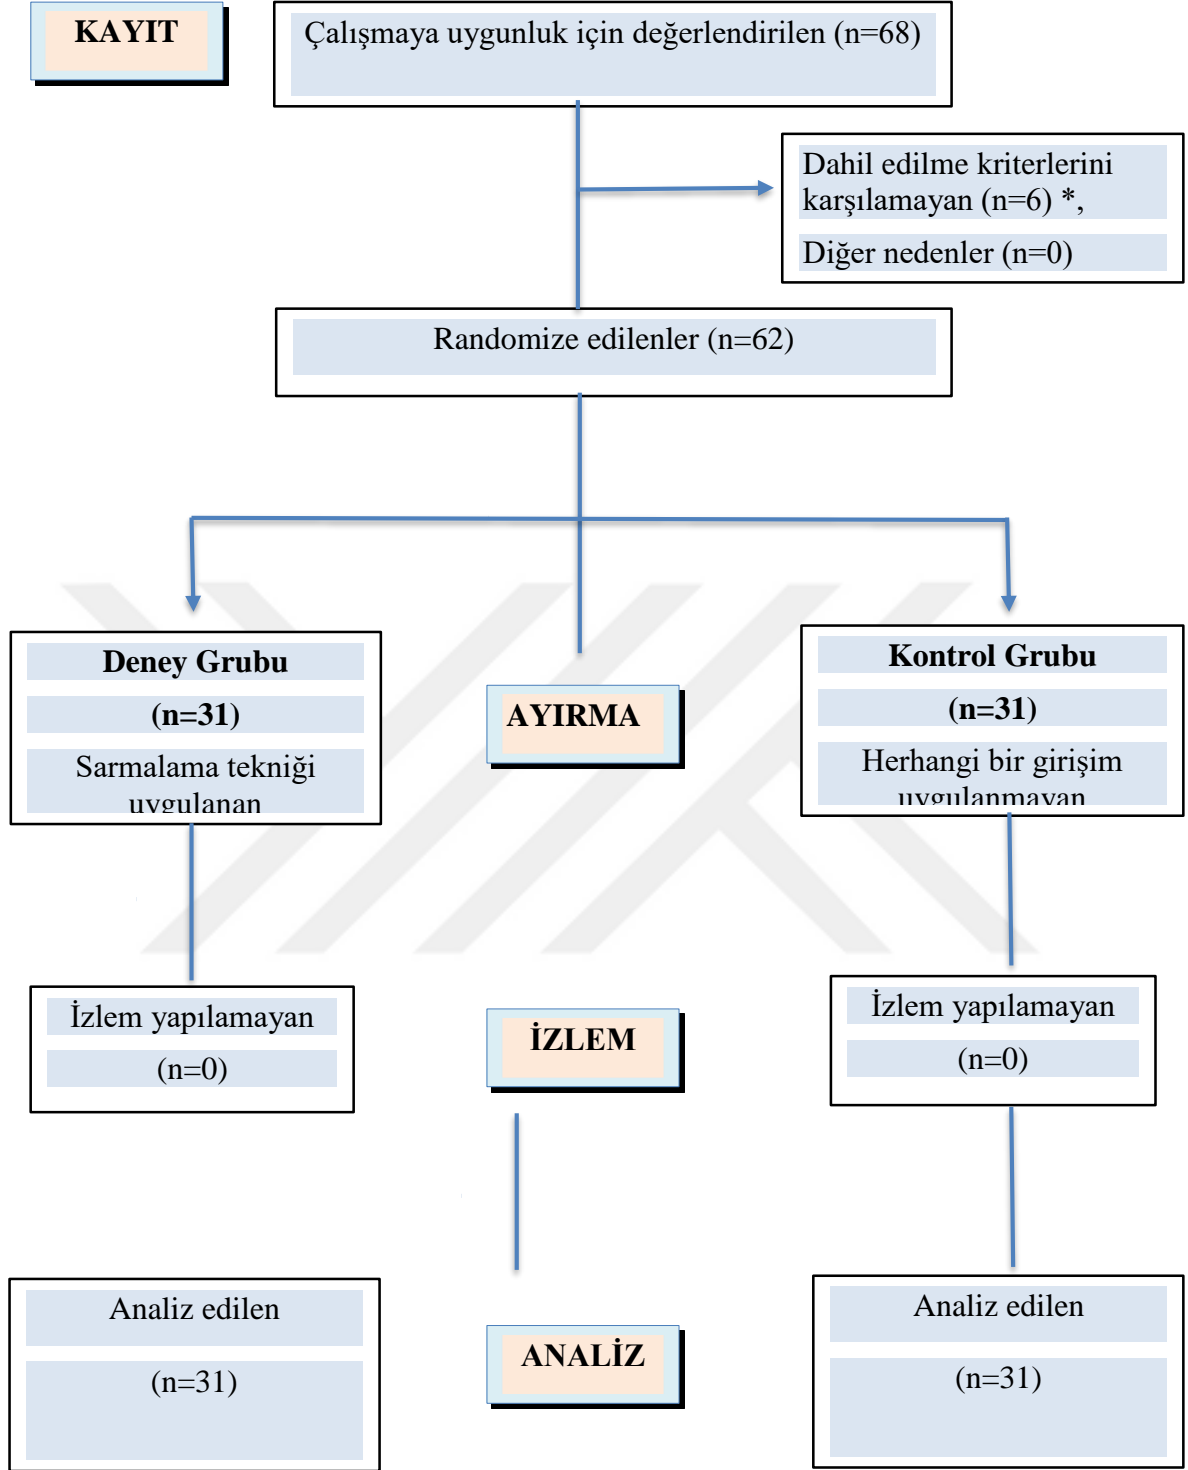 KAYIT
Çalışmaya uygunluk için değerlendirilen (n=68)
Dahil edilme kriterlerini
karşılamayan (n=6) *,
Diğer nedenler (n=0)
Randomize edilenler (n=62)
Deney Grubu
(n=31)
Sarmalama tekniği
uygulanan
AYIRMA
Kontrol Grubu
(n=31)
Herhangi bir girişim
uygulanmayan
İzlem yapılamayan
(n=0)
İZLEM
İzlem yapılamayan
(n=0)
Analiz edilen
(n=31)
ANALİZ
Analiz edilen
(n=31)